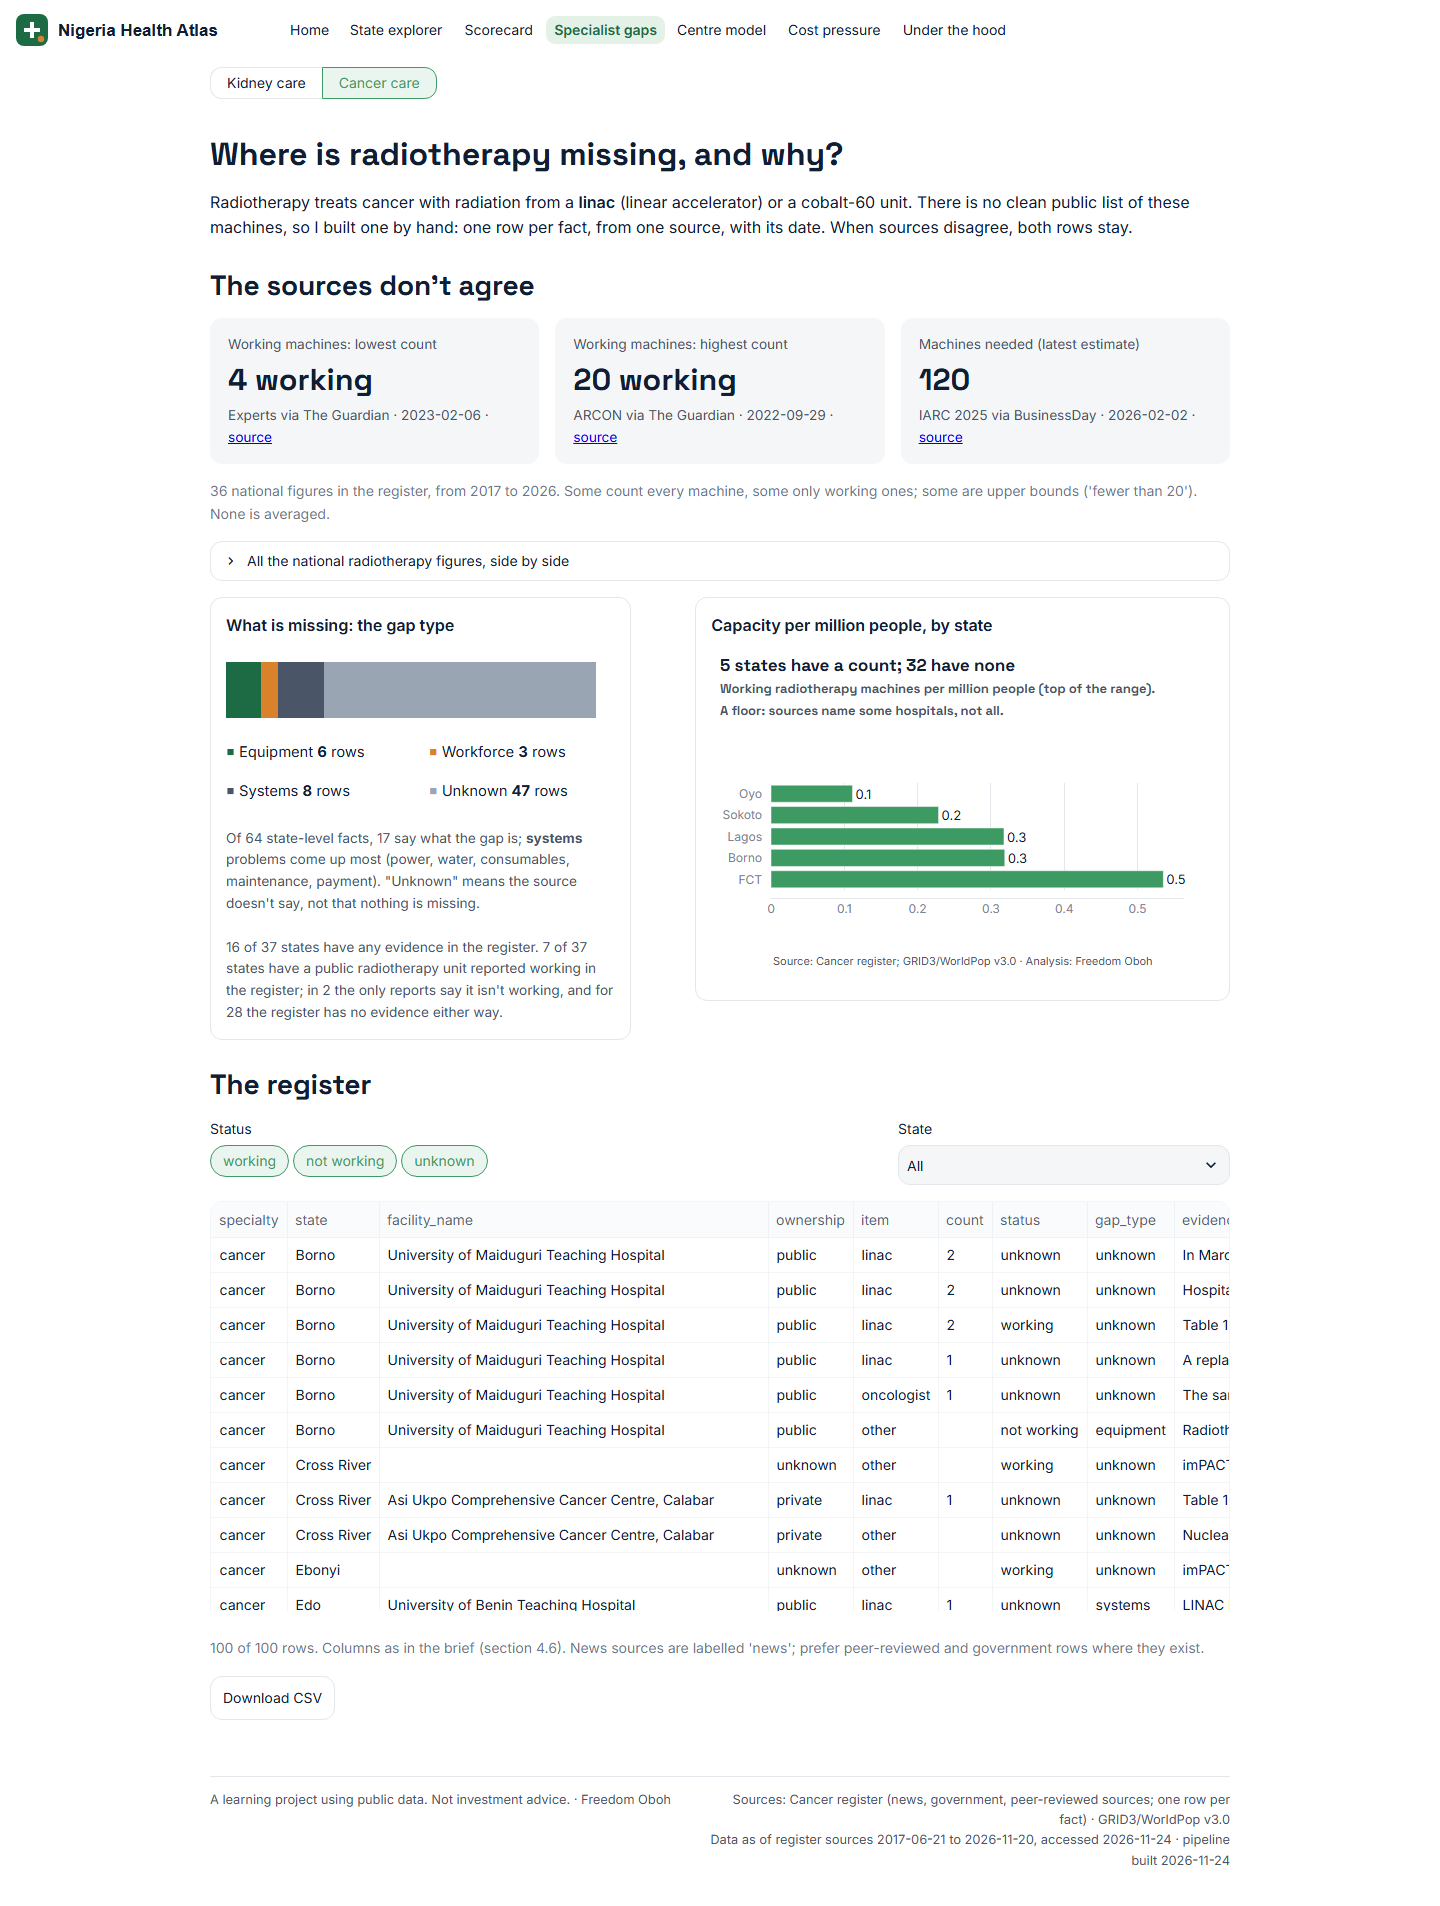 Nigeria Health Atlas
Home State explorer Scorecard Specialist gaps Centre model Cost pressure Under the hood
Kidney care Cancer care
Where is radiotherapy missing, and why?
Radiotherapy treats cancer with radiation from a linac (linear accelerator) or a cobalt-60 unit. There is no clean public list of these
machines, so I built one by hand: one row per fact, from one source, with its date. When sources disagree, both rows stay.
The sources don’t agree
Working machines: lowest count
4 working
Experts via The Guardian · 2023-02-06 ·
source
Working machines: highest count
20 working
ARCON via The Guardian · 2022-09-29 ·
source
Machines needed (latest estimate)
120
IARC 2025 via BusinessDay · 2026-02-02 ·
source
36 national figures in the register, from 2017 to 2026. Some count every machine, some only working ones; some are upper bounds ('fewer than 20').
None is averaged.
All the national radiotherapy figures, side by side
What is missing: the gap type
Equipment 6 rows
Workforce 3 rows
Systems 8 rows
Unknown 47 rows
Of 64 state-level facts, 17 say what the gap is; systems
problems come up most (power, water, consumables,
maintenance, payment). "Unknown" means the source
doesn't say, not that nothing is missing.
16 of 37 states have any evidence in the register. 7 of 37
states have a public radiotherapy unit reported working in
the register; in 2 the only reports say it isn't working, and for
28 the register has no evidence either way.
Capacity per million people, by state
5 states have a count; 32 have none
Working radiotherapy machines per million people (top of the range).
A floor: sources name some hospitals, not all.
Oyo 0.1
Sokoto 0.2
Lagos 0.3
Borno 0.3
FCT 0.5
0 0.1 0.2 0.3 0.4 0.5
Source: Cancer register; GRID3/WorldPop v3.0 · Analysis: Freedom Oboh
The register
Status
working not working unknown
State
All
specialty state facility_name ownership item count status gap_type evidenc
cancer Borno University of Maiduguri Teaching Hospital public linac 2 unknown unknown In Marc
cancer Borno University of Maiduguri Teaching Hospital public linac 2 unknown unknown Hospita
cancer Borno University of Maiduguri Teaching Hospital public linac 2 working unknown Table 1
cancer Borno University of Maiduguri Teaching Hospital public linac 1 unknown unknown A repla
cancer Borno University of Maiduguri Teaching Hospital public oncologist 1 unknown unknown The sar
cancer Borno University of Maiduguri Teaching Hospital public other not working equipment Radioth
cancer Cross River unknown other working unknown imPACT
cancer Cross River Asi Ukpo Comprehensive Cancer Centre, Calabar private linac 1 unknown unknown Table 1
cancer Cross River Asi Ukpo Comprehensive Cancer Centre, Calabar private other unknown unknown Nuclea
cancer Ebonyi unknown other working unknown imPACT
cancer Edo University of Benin Teaching Hospital public linac 1 unknown systems LINAC
100 of 100 rows. Columns as in the brief (section 4.6). News sources are labelled 'news'; prefer peer-reviewed and government rows where they exist.
Download CSV
A learning project using public data. Not investment advice. · Freedom Oboh
Sources: Cancer register (news, government, peer-reviewed sources; one row per
fact) · GRID3/WorldPop v3.0
Data as of register sources 2017-06-21 to 2026-11-20, accessed 2026-11-24 · pipeline
built 2026-11-24